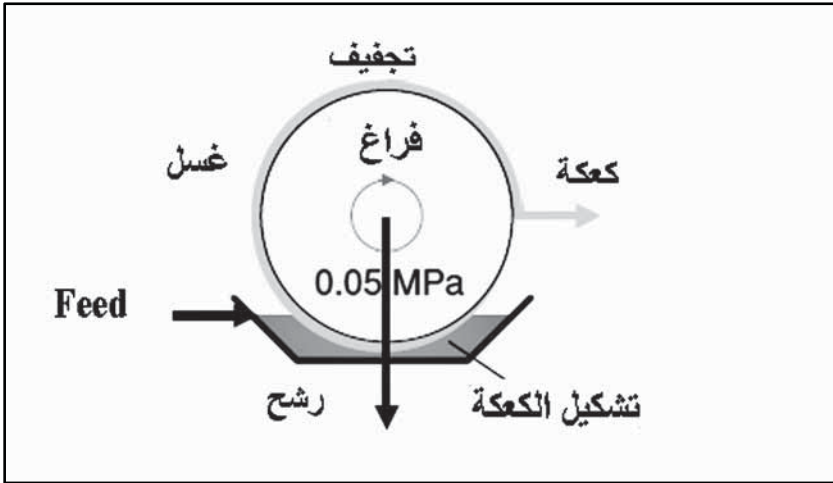 تجفيف
فراغ
غسل
كعكة
0.05 MPa
Feed
رشح
تشكيل الكعكة